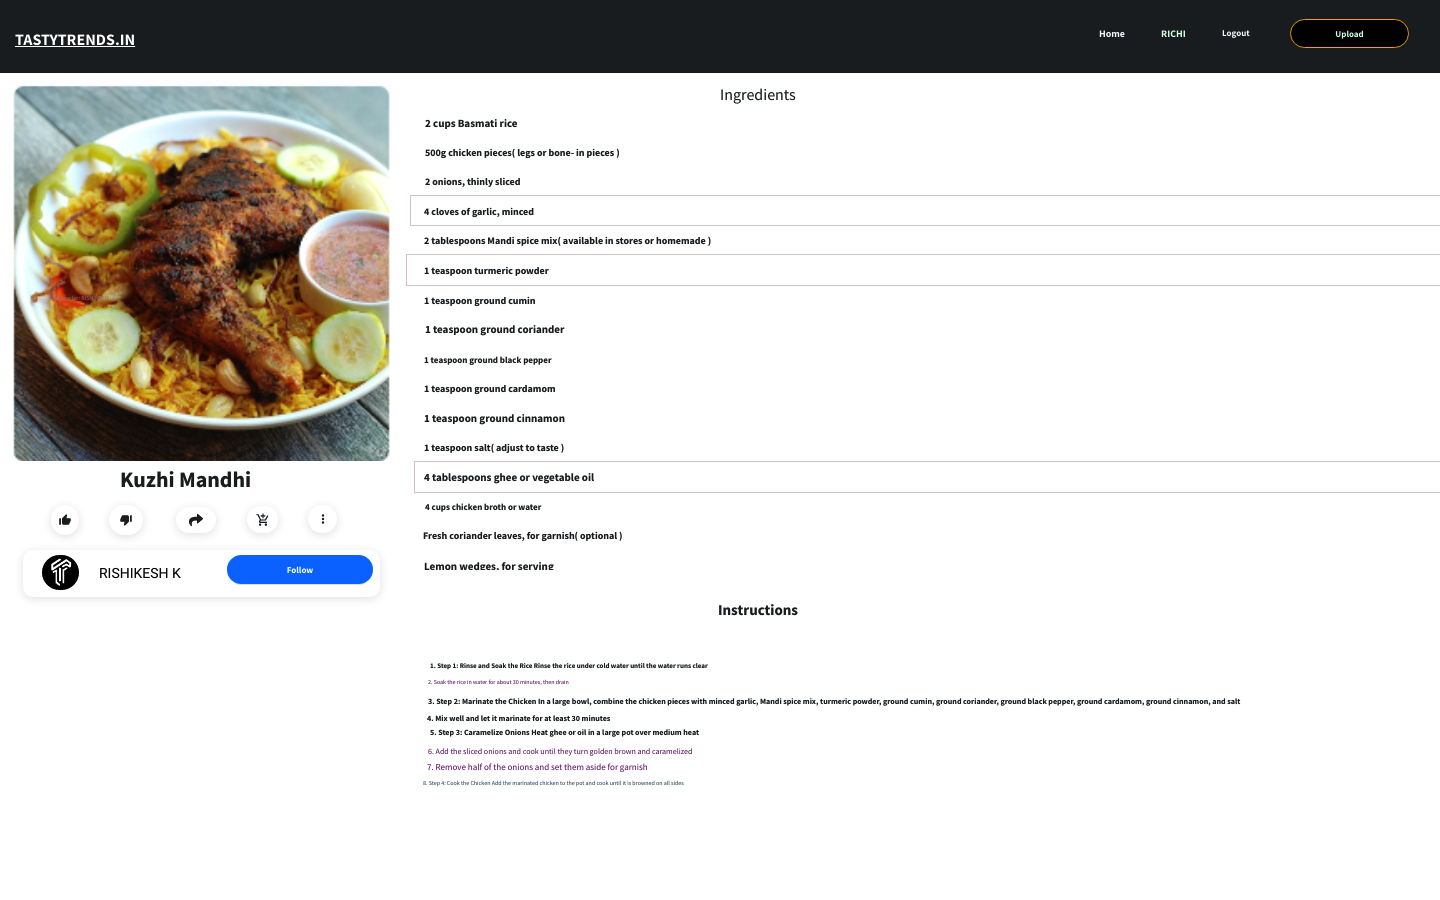 TASTYTRENDS.IN
Home
RICHI
Logout
Upload
Ingredients
2 cups Basmati rice
500g chicken pieces( legs or bone- in pieces )
2 onions, thinly sliced
4 cloves of garlic, minced
2 tablespoons Mandi spice mix( available in stores or homemade )
1 teaspoon turmeric powder
1 teaspoon ground cumin
1 teaspoon ground coriander
1 teaspoon ground black pepper
1 teaspoon ground cardamom
1 teaspoon ground cinnamon
1 teaspoon salt( adjust to taste )
4 tablespoons ghee or vegetable oil
4 cups chicken broth or water
Fresh coriander leaves, for garnish( optional )
Lemon wedges, for serving
Kuzhi Mandhi
RISHIKESH K
Follow
Instructions
1. Step 1: Rinse and Soak the Rice Rinse the rice under cold water until the water runs clear
2. Soak the rice in water for about 30 minutes, then drain
3. Step 2: Marinate the Chicken In a large bowl, combine the chicken pieces with minced garlic, Mandi spice mix, turmeric powder, ground cumin, ground coriander, ground black pepper, ground cardamom, ground cinnamon, and salt
4. Mix well and let it marinate for at least 30 minutes
5. Step 3: Caramelize Onions Heat ghee or oil in a large pot over medium heat
6. Add the sliced onions and cook until they turn golden brown and caramelized
7. Remove half of the onions and set them aside for garnish
8. Step 4: Cook the Chicken Add the marinated chicken to the pot and cook until it is browned on all sides